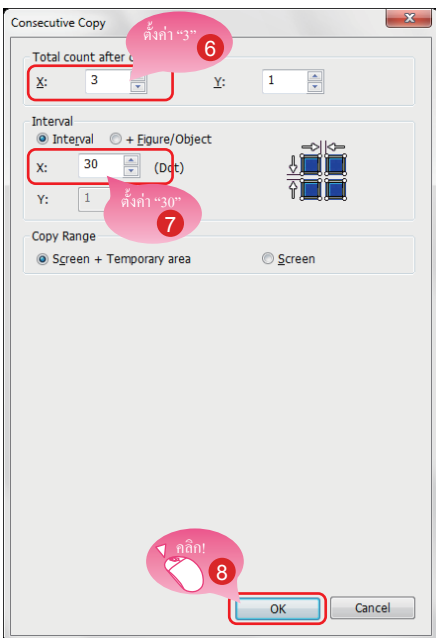 Consecutive Copy
ตั้งค่า “3”
6
Total count after
X: 3 Y: 1
Interval
Interval + Figure/Object
X: 30 (Dot)
Y: 1
ตั้งค่า “30”
7
Copy Range
Screen + Temporary area Screen
คลิก!
8
OK Cancel